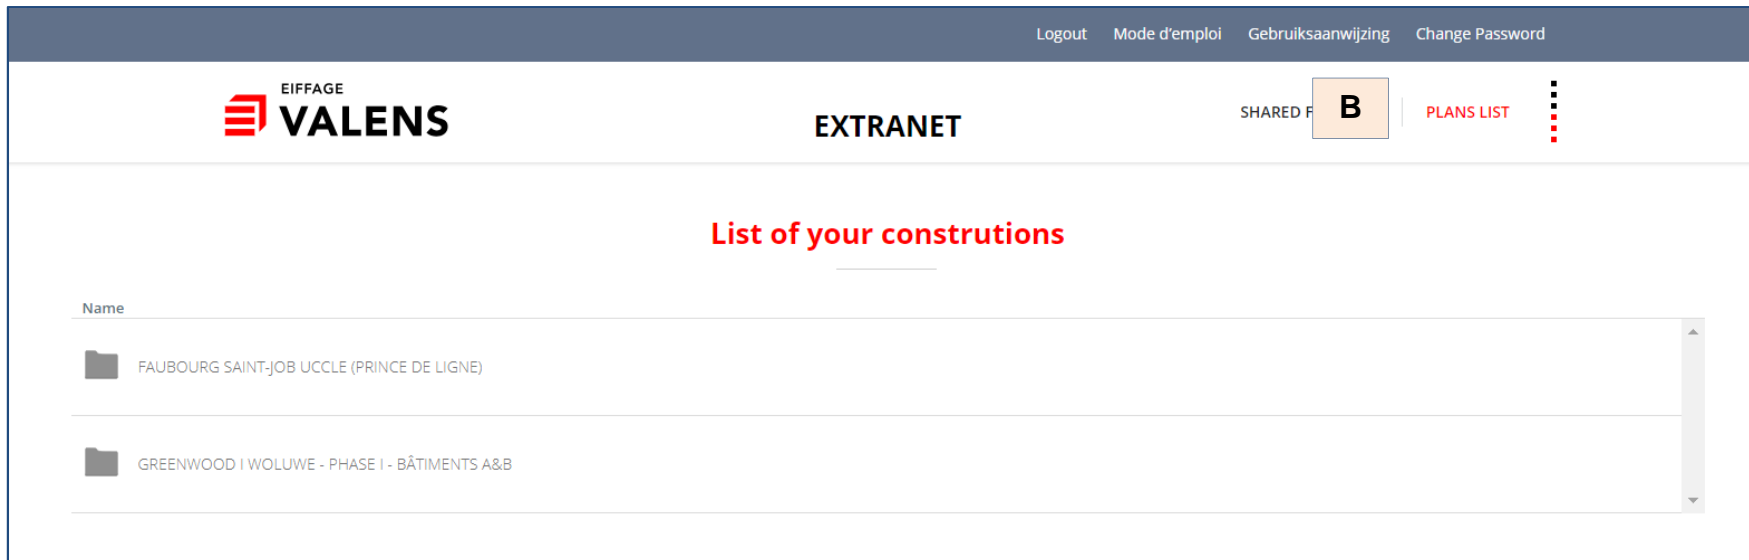 Logout Mode d'emploi Gebruiksaanwijzing Change Password
EIFFAGE
VALENS
EXTRANET
SHARED F
B
PLANS LIST
List of your construtions
Name
FAUBOURG SAINT-JOB UCCLE (PRINCE DE LIGNE)
GREENWOOD I WOLUWE - PHASE I - BÂTIMENTS A&B